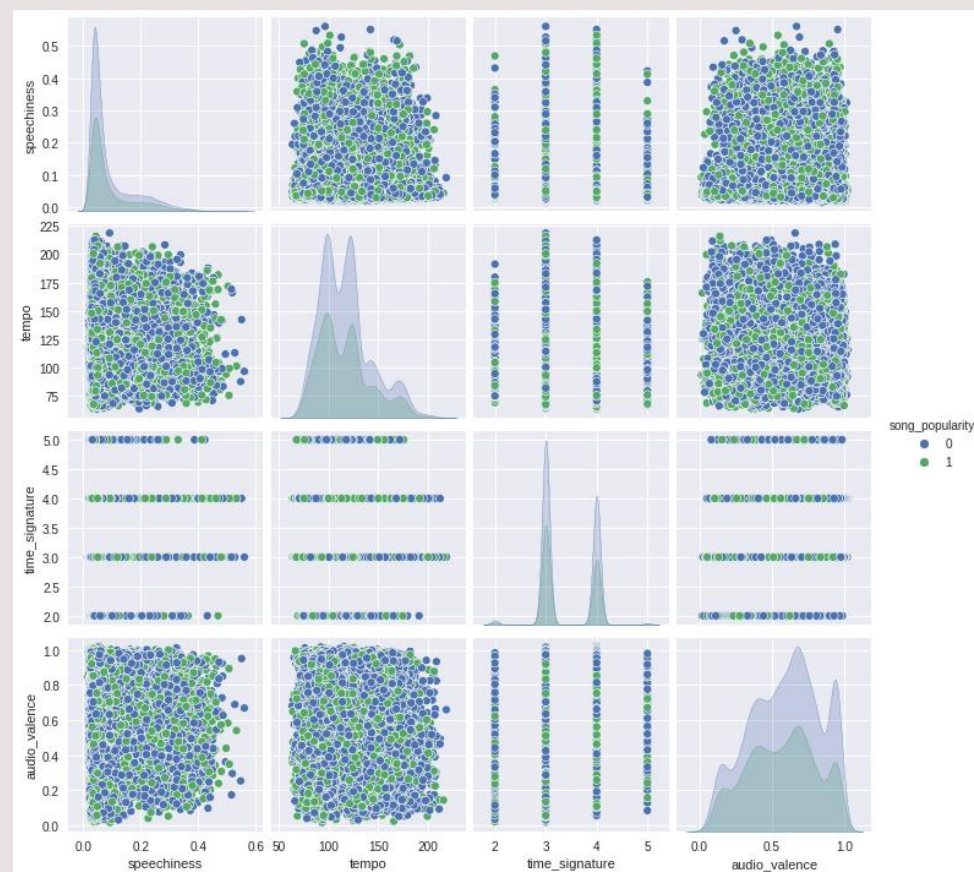 speechiness
0.5
0.4
0.3
0.2
0.1
0.0
tempo
225
200
175
150
125
100
75
time_signature
5.0
4.5
4.0
3.5
3.0
2.5
2.0
song_popularity
0
1
audio_valence
1.0
0.8
0.6
0.4
0.2
0.0
0.0 0.2 0.4 0.6
50 100 150 200
2 3 4 5
0.0 0.5 1.0
speechiness tempo time_signature audio_valence